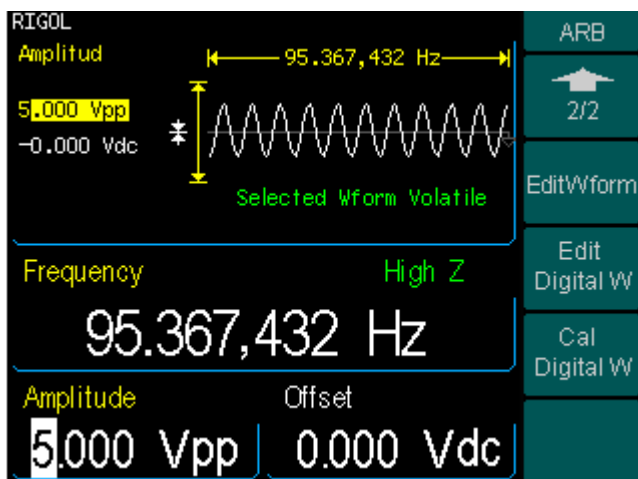 RIGOL
Amplitud
95.367,432 Hz
5.000 Vpp
-0.000 Vdc
Selected Wform Volatile
Frequency
High Z
95.367,432 Hz
Amplitude
Offset
5.000 Vpp
0.000 Vdc
ARB
2/2
EditWform
Edit
Digital W
Cal
Digital W